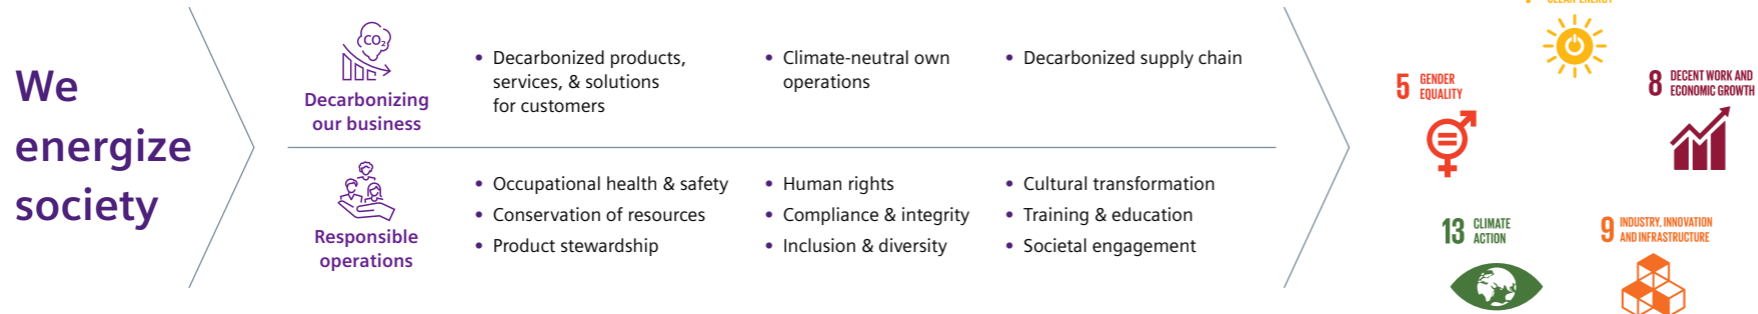 We
energize
society
CO₂
Decarbonizing
our business
• Decarbonized products,
services, & solutions
for customers
• Climate-neutral own
operations
• Decarbonized supply chain
Responsible
operations
• Occupational health & safety
• Conservation of resources
• Product stewardship
• Human rights
• Compliance & integrity
• Inclusion & diversity
• Cultural transformation
• Training & education
• Societal engagement
CLEAN ENERGY
5 GENDER
EQUALITY
8 DECENT WORK AND
ECONOMIC GROWTH
13 CLIMATE
ACTION
9 INDUSTRY, INNOVATION
AND INFRASTRUCTURE